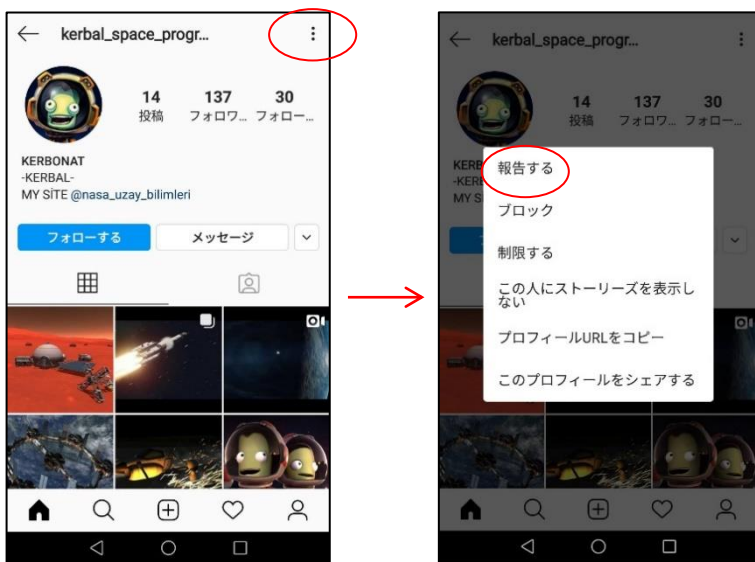 kerbal_space_progr...
14 137 30
投稿 フォロワ... フォロー...
KERBONAT
-KERBAL-
MY SİTE @nasa_uzay_bilimleri
フォローする メッセージ
kerbal_space_progr...
14 137 30
投稿 フォロワ... フォロー...
KERB
-KERE
MY S
報告する
ブロック
制限する
この人にストーリーズを表示し
ない
プロフィールURLをコピー
このプロフィールをシェアする